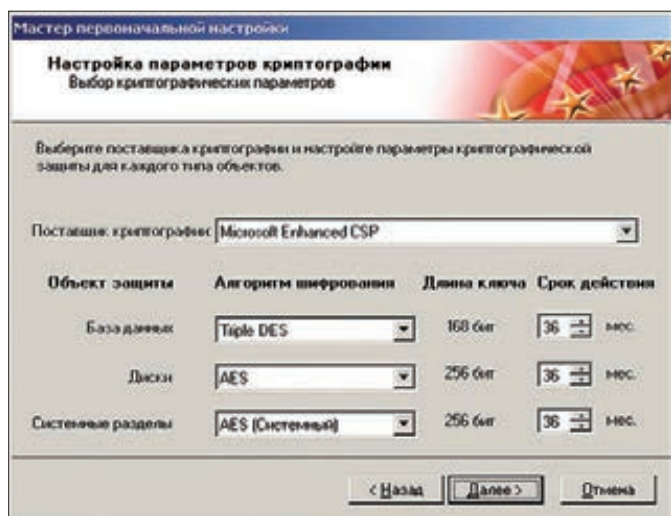 Мастер первоначальной настройки
Настройка параметров криптографии
Выбор криптографических параметров
Выберите поставщика криптографии и настройте параметры криптографической
защиты для каждого типа объектов.
Поставщик криптографии Microsoft Enhanced CSP
Объект защиты Алгоритм шифрования Длина ключа Срок действия
База данных Triple DES 168 бит 36 мес.
Диски AES 256 бит 36 мес.
Системные разделы AES (Системный) 256 бит 36 мес.
< Назад Далее > Отмена